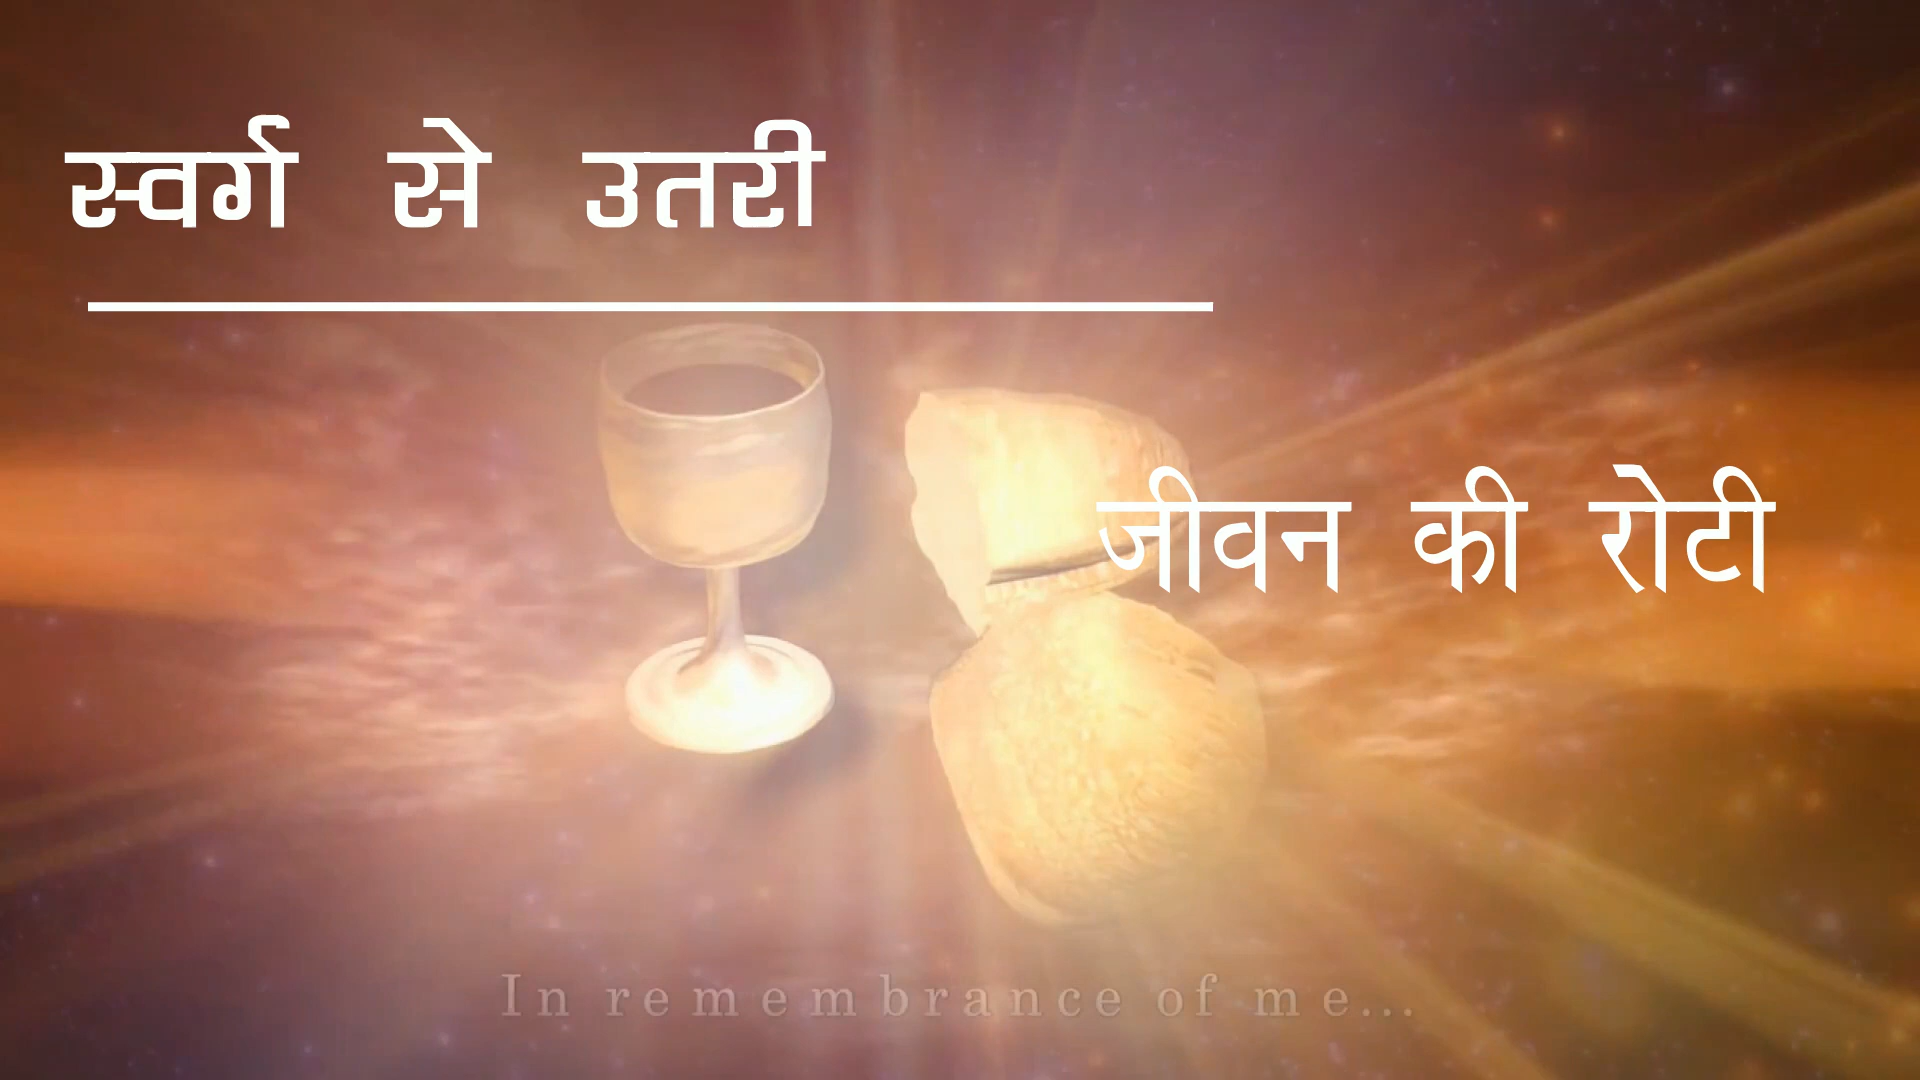 स्वर्ग से उतरी
जीवन की रोटी
In remembrance of me...